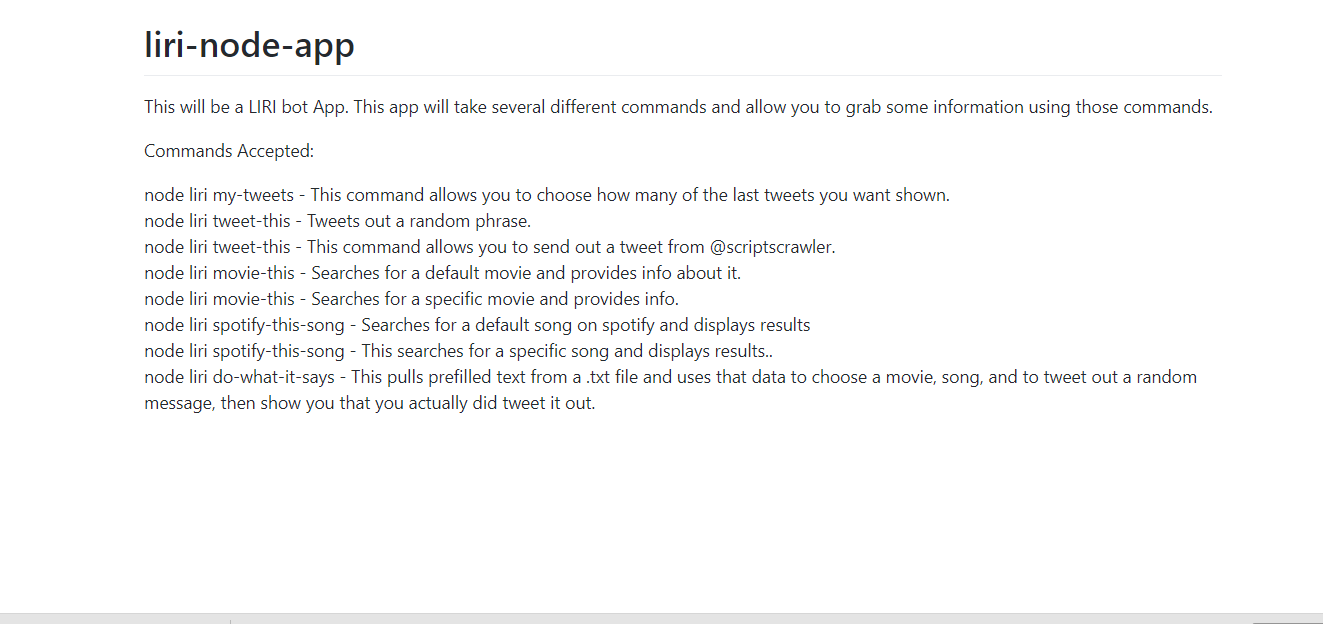 liri-node-app
This will be a LIRI bot App. This app will take several different commands and allow you to grab some information using those commands.
Commands Accepted:
node liri my-tweets - This command allows you to choose how many of the last tweets you want shown.
node liri tweet-this - Tweets out a random phrase.
node liri tweet-this - This command allows you to send out a tweet from @scriptscrawler.
node liri movie-this - Searches for a default movie and provides info about it.
node liri movie-this - Searches for a specific movie and provides info.
node liri spotify-this-song - Searches for a default song on spotify and displays results
node liri spotify-this-song - This searches for a specific song and displays results..
node liri do-what-it-says - This pulls prefilled text from a .txt file and uses that data to choose a movie, song, and to tweet out a random
message, then show you that you actually did tweet it out.